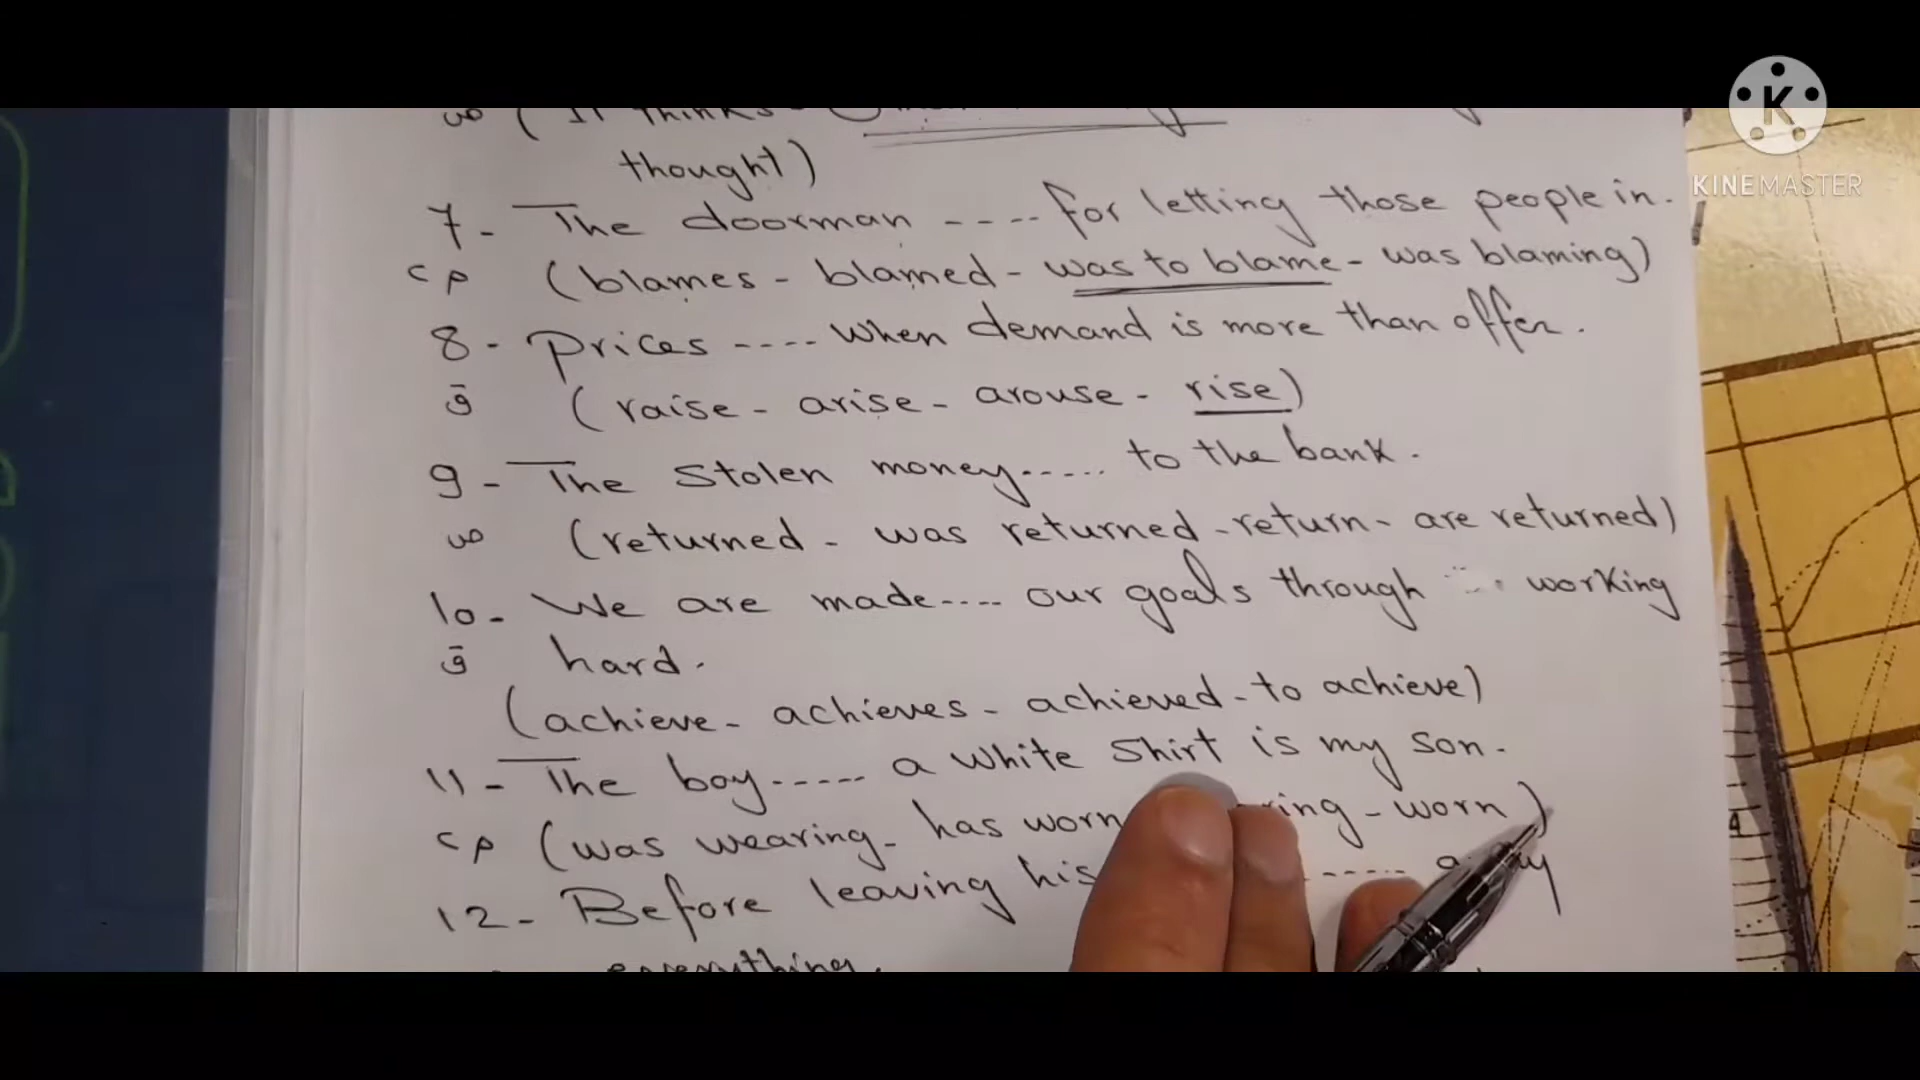 ( It thinks -
thought)
7- The doorman ---- for letting those people in.
(blames - blamed - was to blame - was blaming)
8- Prices ---- when demand is more than offer.
(raise - arise - arouse - rise)
9- The stolen money ----- to the bank.
ص (returned - was returned - return - are returned)
10- We are made ---- our goals through working
hard.
(achieve - achieves - achieved - to achieve)
11- The boy ----- a white shirt is my son.
(was wearing - has worn - worn)
12- Before leaving his -----
everything.
KINEMASTER